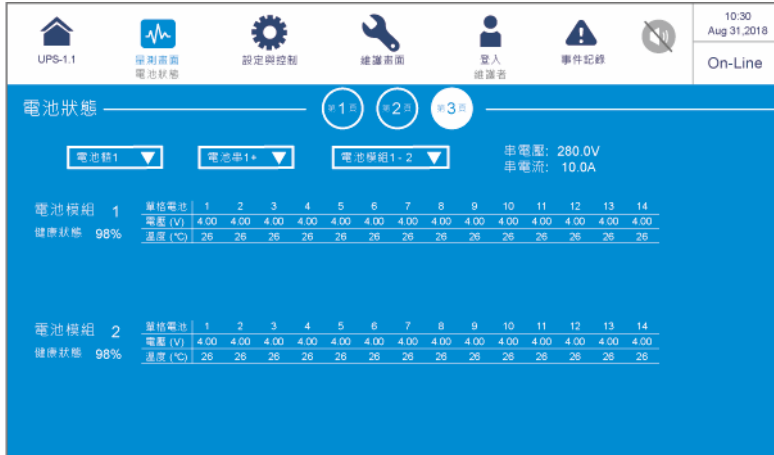 UPS-1.1
量測畫面
電池狀態
設定與控制
維護畫面
登入
維護者
事件記錄
10:30
Aug 31,2018
On-Line
電池狀態
第1頁 第2頁 第3頁
電池櫃1 電池串1+ 電池模組1-2
串電壓: 280.0V
串電流: 10.0A
電池模組 1
健康狀態 98%
單格電池 1 2 3 4 5 6 7 8 9 10 11 12 13 14
電壓 (V) 4.00 4.00 4.00 4.00 4.00 4.00 4.00 4.00 4.00 4.00 4.00 4.00 4.00 4.00
溫度 (℃) 26 26 26 26 26 26 26 26 26 26 26 26 26 26
電池模組 2
健康狀態 98%
單格電池 1 2 3 4 5 6 7 8 9 10 11 12 13 14
電壓 (V) 4.00 4.00 4.00 4.00 4.00 4.00 4.00 4.00 4.00 4.00 4.00 4.00 4.00 4.00
溫度 (℃) 26 26 26 26 26 26 26 26 26 26 26 26 26 26